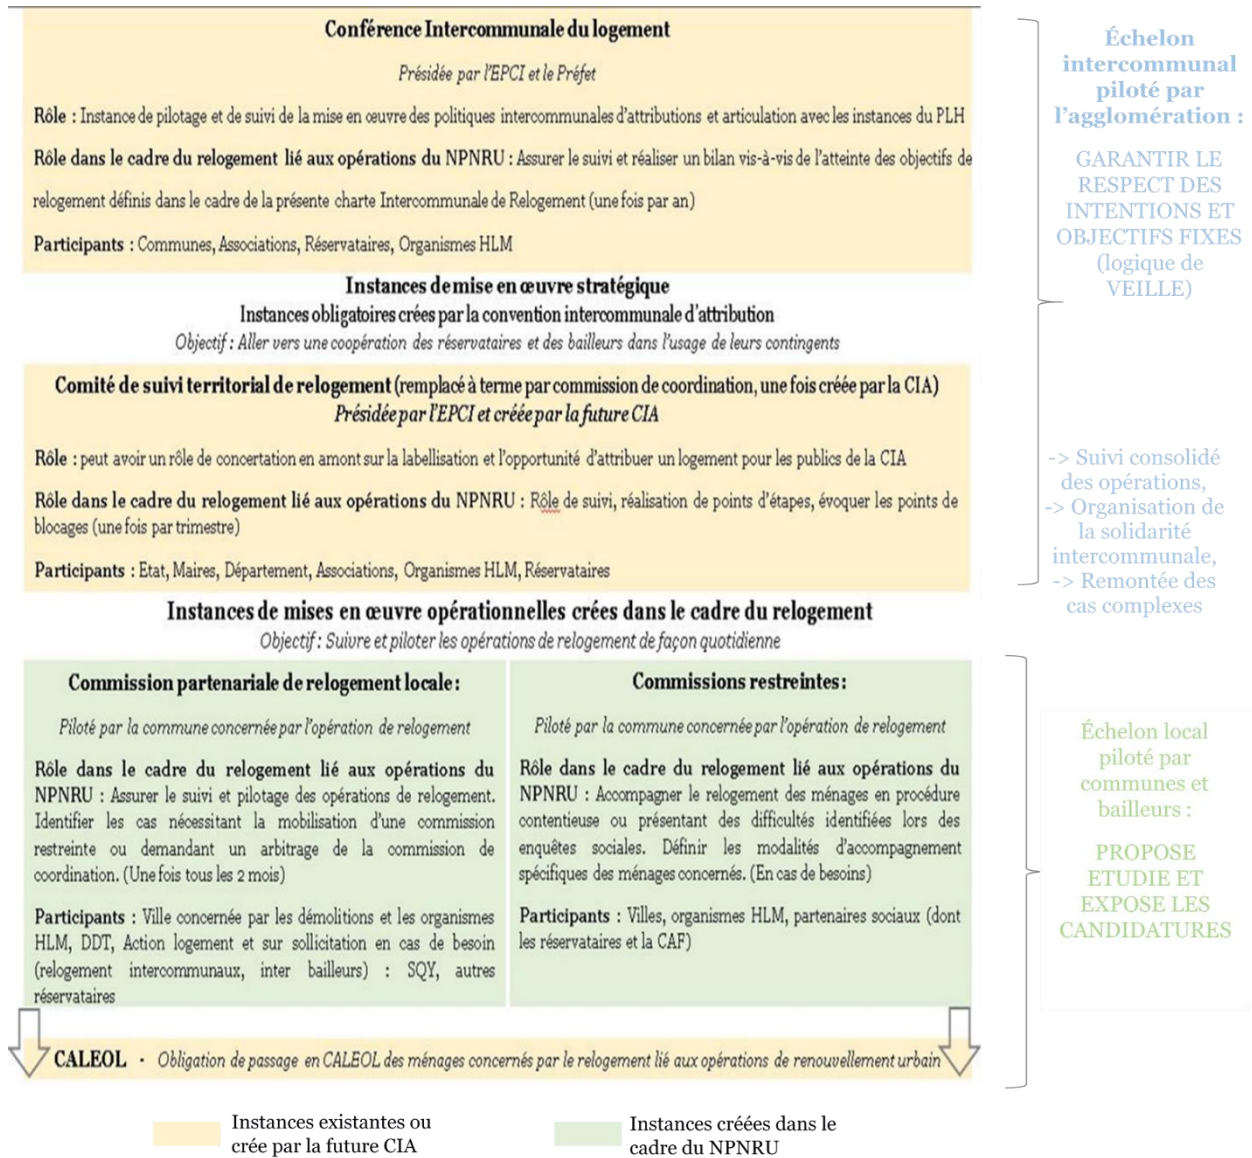 Conférence Intercommunale du logement
Présidée par l'EPCI et le Préfet
Rôle : Instance de pilotage et de suivi de la mise en œuvre des politiques intercommunales d'attributions et articulation avec les instances du PLH
Rôle dans le cadre du relogement lié aux opérations du NPNRU : Assurer le suivi et réaliser un bilan vis-à-vis de l'atteinte des objectifs de
relogement définis dans le cadre de la présente charte Intercommunale de Relogement (une fois par an)
Participants : Communes, Associations, Réservataires, Organismes HLM
Instances de mise en œuvre stratégique
Instances obligatoires crées par la convention intercommunale d'attribution
Objectif : Aller vers une coopération des réservataires et des bailleurs dans l'usage de leurs contingents
Comité de suivi territorial de relogement (remplacé à terme par commission de coordination, une fois créée par la CIA)
Présidée par l'EPCI et créée par la future CIA
Rôle : peut avoir un rôle de concertation en amont sur la labellisation et l'opportunité d'attribuer un logement pour les publics de la CIA
Rôle dans le cadre du relogement lié aux opérations du NPNRU : Rôle de suivi, réalisation de points d'étapes, évoquer les points de
blocages (une fois par trimestre)
Participants : Etat, Maires, Département, Associations, Organismes HLM, Réservataires
Instances de mises en œuvre opérationnelles crées dans le cadre du relogement
Objectif : Suivre et piloter les opérations de relogement de façon quotidienne
Commission partenariale de relogement locale :
Piloté par la commune concernée par l'opération de relogement
Rôle dans le cadre du relogement lié aux opérations du
NPNRU : Assurer le suivi et pilotage des opérations de relogement.
Identifier les cas nécessitant la mobilisation d'une commission
restreinte ou demandant un arbitrage de la commission de
coordination. (Une fois tous les 2 mois)
Participants : Ville concernée par les démolitions et les organismes
HLM, DDT, Action logement et sur sollicitation en cas de besoin
(relogement intercommunaux, inter bailleurs) : SQY, autres
réservataires
Commissions restreintes :
Piloté par la commune concernée par l'opération de relogement
Rôle dans le cadre du relogement lié aux opérations du
NPNRU : Accompagner le relogement des ménages en procédure
contentieuse ou présentant des difficultés identifiées lors des
enquêtes sociales. Définir les modalités d'accompagnement
spécifiques des ménages concernés. (En cas de besoins)
Participants : Villes, organismes HLM, partenaires sociaux (dont
les réservataires et la CAF)
CALEOL - Obligation de passage en CALEOL des ménages concernés par le relogement lié aux opérations de renouvellement urbain
Échelon
intercommunal
piloté par
l'agglomération :
GARANTIR LE
RESPECT DES
INTENTIONS ET
OBJECTIFS FIXES
(logique de
VEILLE)
-> Suivi consolidé
des opérations,
-> Organisation de
la solidarité
intercommunale,
-> Remontée des
cas complexes
Échelon local
piloté par
communes et
bailleurs :
PROPOSE
ETUDIE ET
EXPOSE LES
CANDIDATURES
Instances existantes ou
crée par la future CIA
Instances créées dans le
cadre du NPNRU